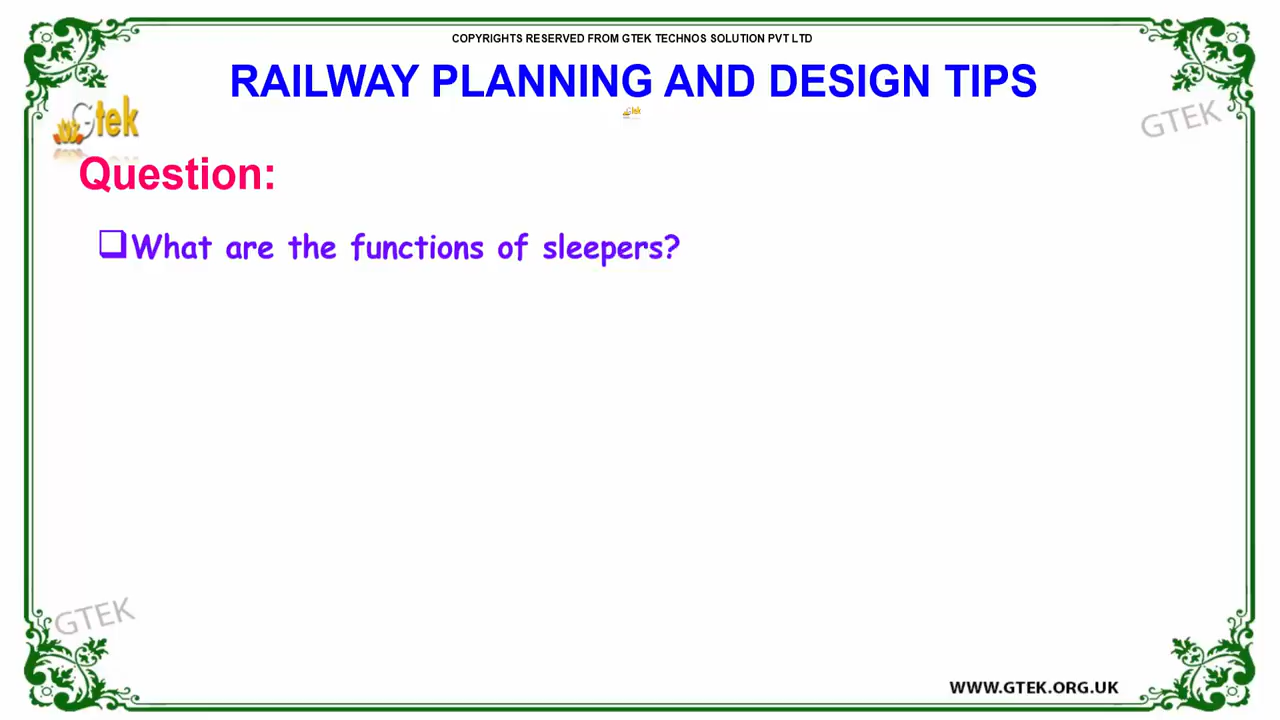 COPYRIGHTS RESERVED FROM GTEK TECHNOS SOLUTION PVT LTD
RAILWAY PLANNING AND DESIGN TIPS
Gtek
Gtek
GTEK
Question:
What are the functions of sleepers?
GTEK
WWW.GTEK.ORG.UK